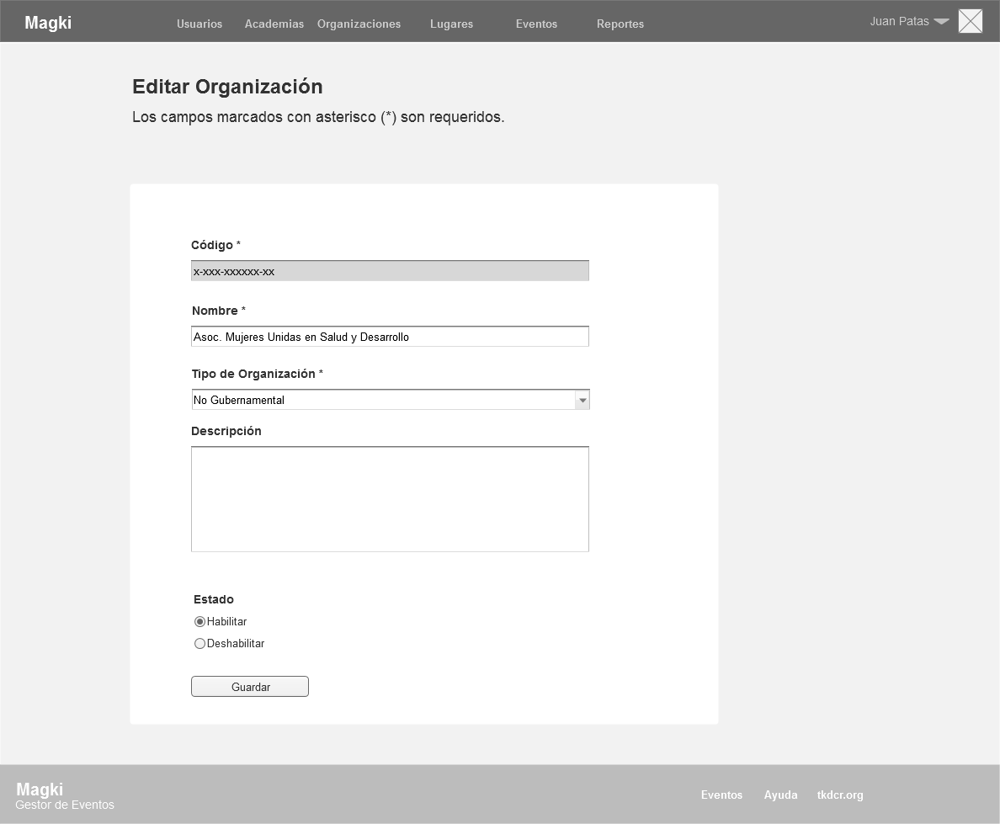 Magki Usuarios Academias Organizaciones Lugares Eventos Reportes Juan Patas
Editar Organización
Los campos marcados con asterisco (*) son requeridos.
Código *
x-xxx-xxxxxx-xx
Nombre *
Asoc. Mujeres Unidas en Salud y Desarrollo
Tipo de Organización *
No Gubernamental
Descripción
Estado
Habilitar
Deshabilitar
Guardar
Magki
Gestor de Eventos
Eventos Ayuda tkdcr.org